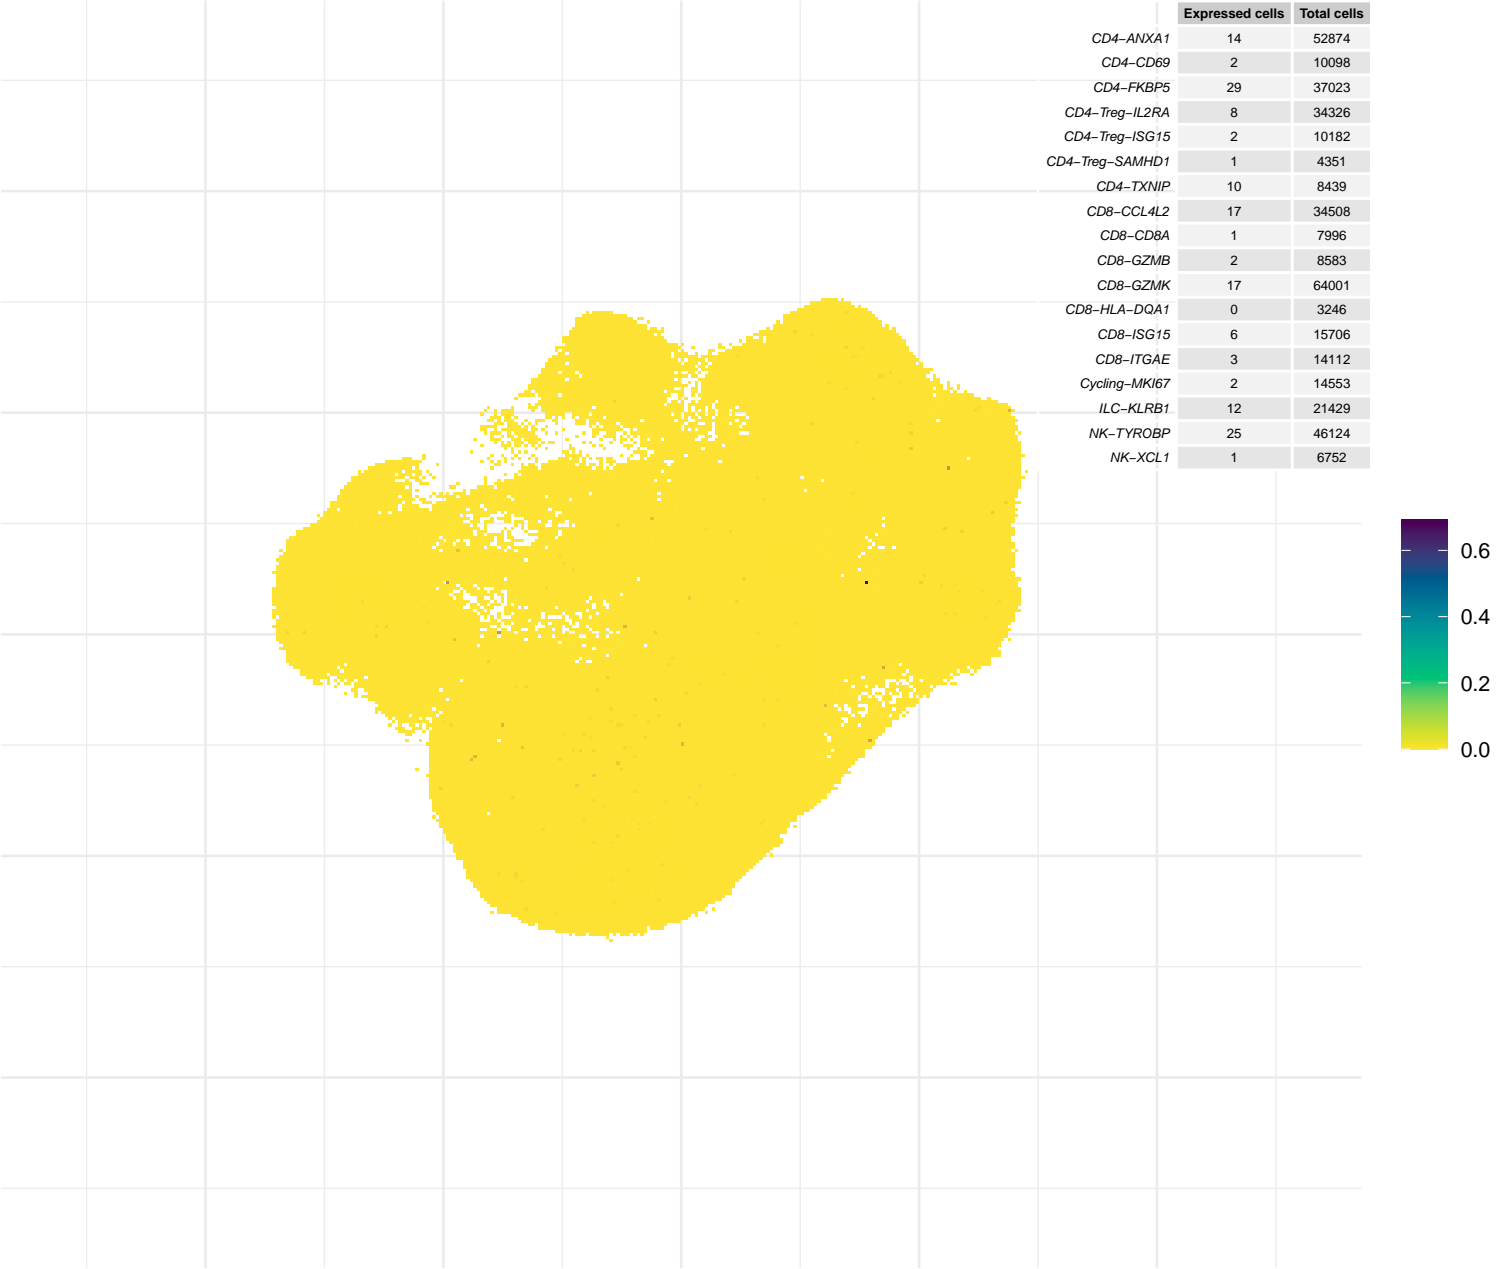 Expressed cells Total cells
CD4−ANXA1 14 52874
CD4−CD69 2 10098
CD4−FKBP5 29 37023
CD4−Treg−IL2RA 8 34326
CD4−Treg−ISG15 2 10182
CD4−Treg−SAMHD1 1 4351
CD4−TXNIP 10 8439
CD8−CCL4L2 17 34508
CD8−CD8A 1 7996
CD8−GZMB 2 8583
CD8−GZMK 17 64001
CD8−HLA−DQA1 0 3246
CD8−ISG15 6 15706
CD8−ITGAE 3 14112
Cycling−MKI67 2 14553
ILC−KLRB1 12 21429
NK−TYROBP 25 46124
NK−XCL1 1 6752
0.6
0.4
0.2
0.0